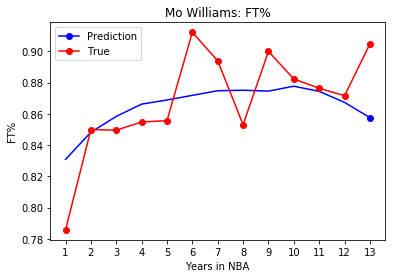 Mo Williams: FT%
Prediction
True
FT%
0.90
0.88
0.86
0.84
0.82
0.80
0.78
1 2 3 4 5 6 7 8 9 10 11 12 13
Years in NBA